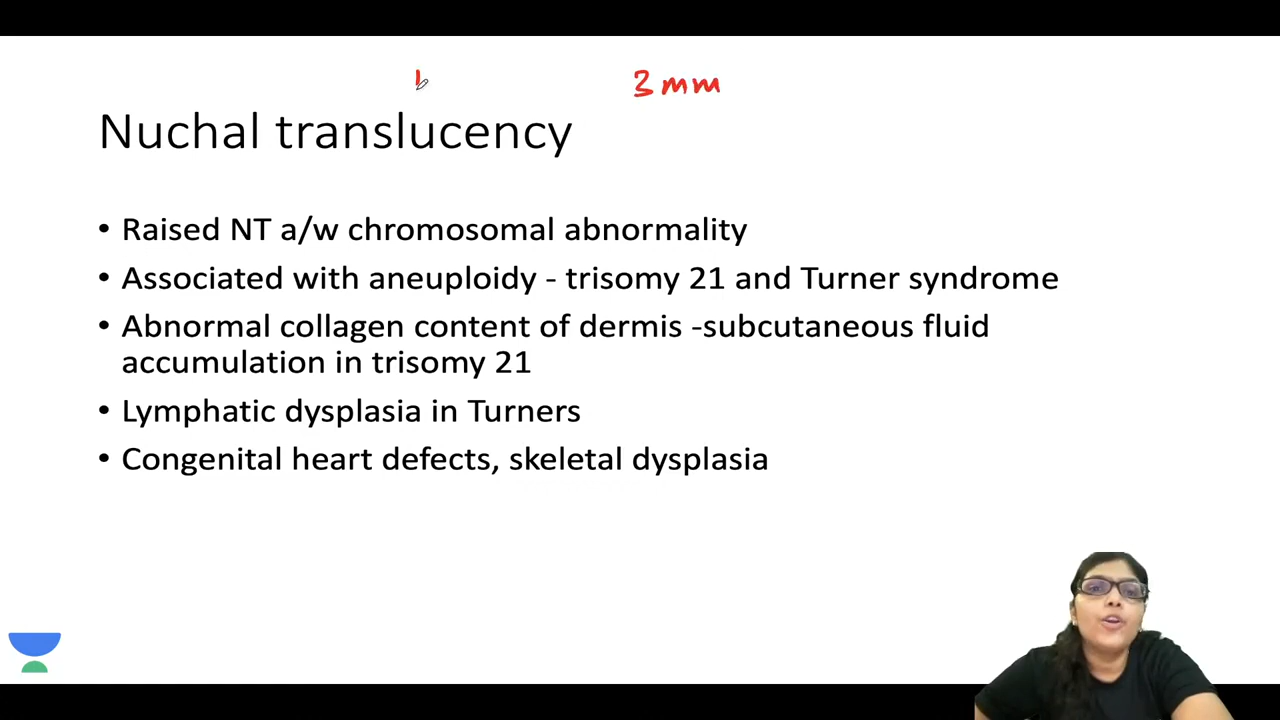 3 mm
Nuchal translucency
• Raised NT a/w chromosomal abnormality
• Associated with aneuploidy - trisomy 21 and Turner syndrome
• Abnormal collagen content of dermis -subcutaneous fluid
accumulation in trisomy 21
• Lymphatic dysplasia in Turners
• Congenital heart defects, skeletal dysplasia